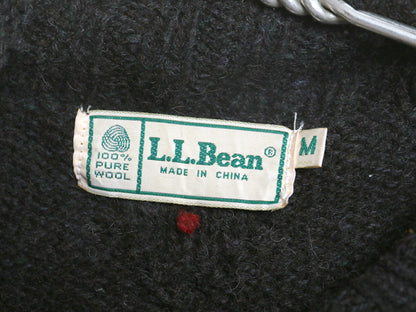 100%
PURE
WOOL
L.L.Bean®
MADE IN CHINA
M